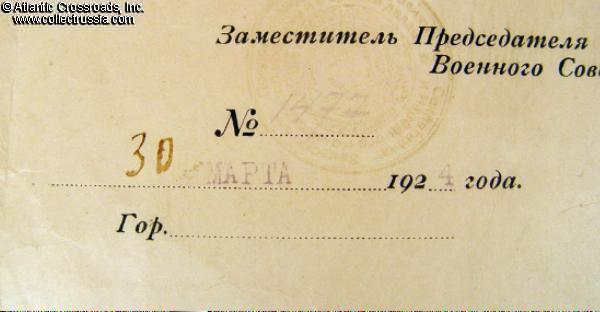 © Atlantic Crossroads, Inc.
www.collectrussia.com
Заместитель Председателя
Военного Сов
№ 1477
30 МАРТА 1924 года.
Гор.